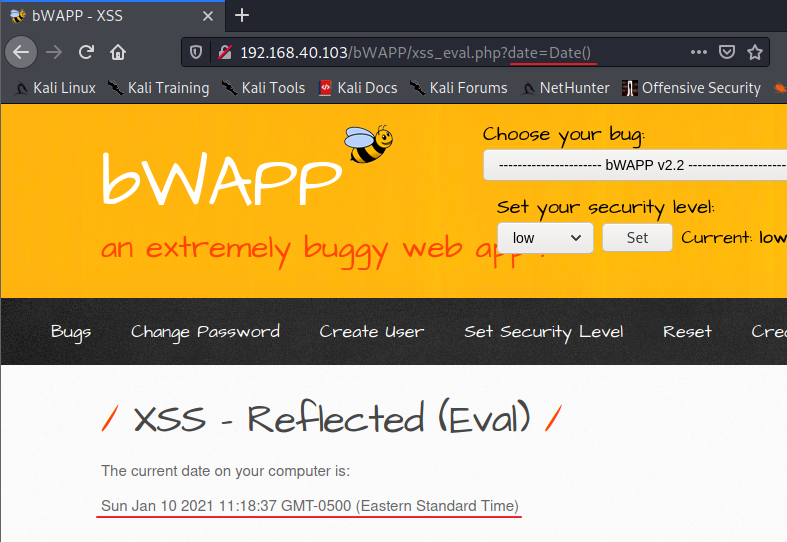 bWAPP - XSS
192.168.40.103/bWAPP/xss_eval.php?date=Date()
Kali Linux Kali Training Kali Tools Kali Docs Kali Forums NetHunter Offensive Security
Choose your bug:
---------------------- bWAPP v2.2 ---------------------
bWAPP
Set your security level:
low Set Current: low
an extremely buggy web app !
Bugs Change Password Create User Set Security Level Reset Cre
/ XSS - Reflected (Eval) /
The current date on your computer is:
Sun Jan 10 2021 11:18:37 GMT-0500 (Eastern Standard Time)